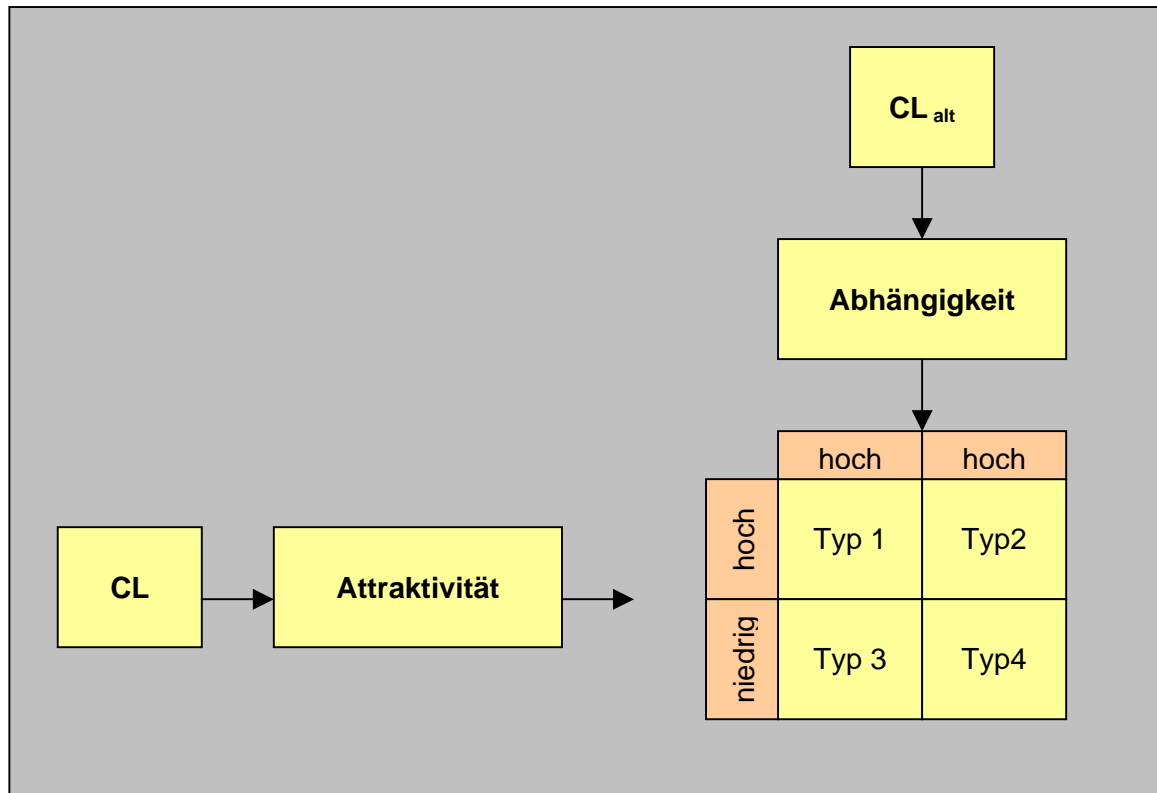 CL alt
Abhängigkeit
hoch hoch
hoch Typ 1 Typ2
CL Attraktivität
niedrig Typ 3 Typ4